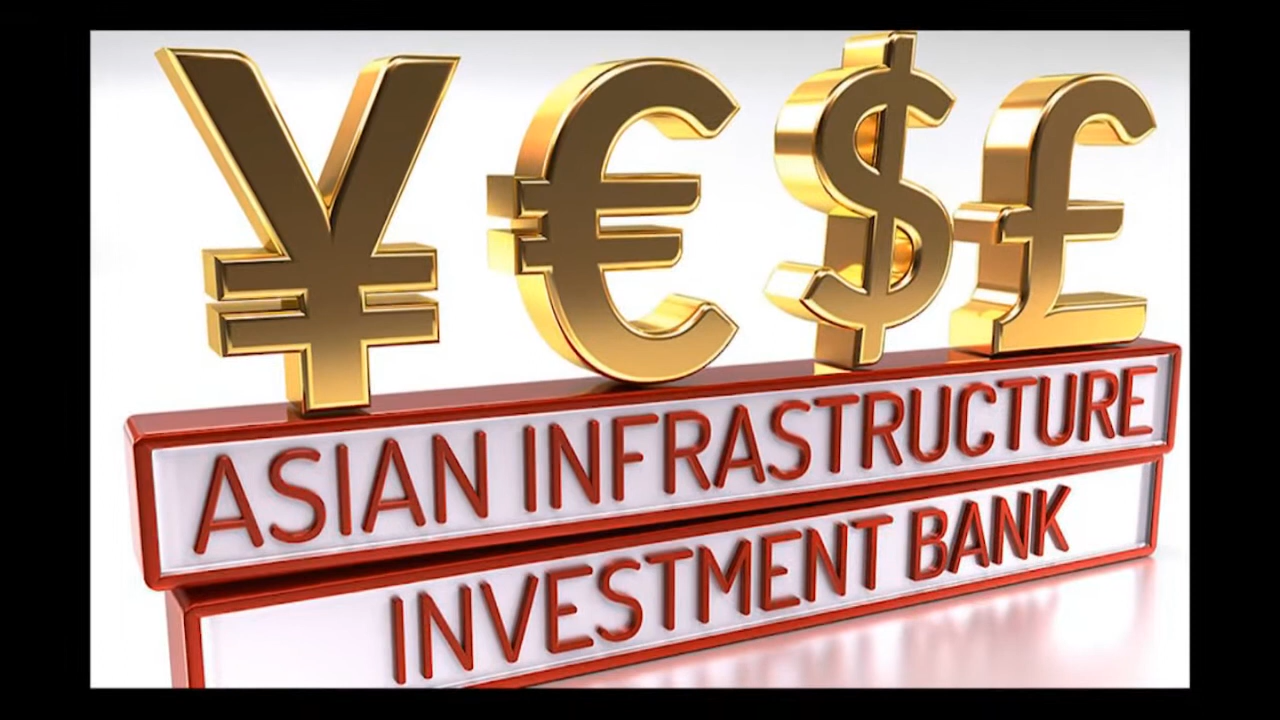 ¥ € $ £
ASIAN INFRASTRUCTURE
INVESTMENT BANK